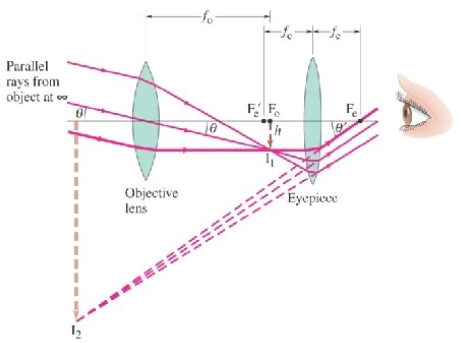 fₒ
fₑ fₑ
Parallel
rays from
object at ∞
Fₑ′ Fₒ Fₑ
θ θ h θ′
I₁
Objective
lens
Eyepiece
I₂